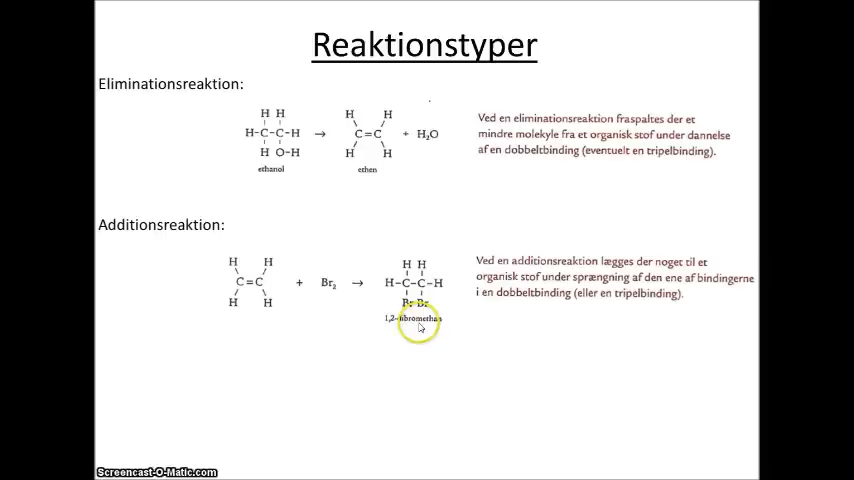 Reaktionstyper
Eliminationsreaktion:
H H H H
H-C-C-H → C=C + H₂O
H O-H H H
ethanol ethen
Ved en eliminationsreaktion fraspaltes der et
mindre molekyle fra et organisk stof under dannelse
af en dobbeltbinding (eventuelt en tripelbinding).
Additionsreaktion:
H H H H
C=C + Br₂ → H-C-C-H
H H Br Br
1,2-dibromethan
Ved en additionsreaktion lægges der noget til et
organisk stof under sprængning af den ene af bindingerne
i en dobbeltbinding (eller en tripelbinding).
Screencast-O-Matic.com